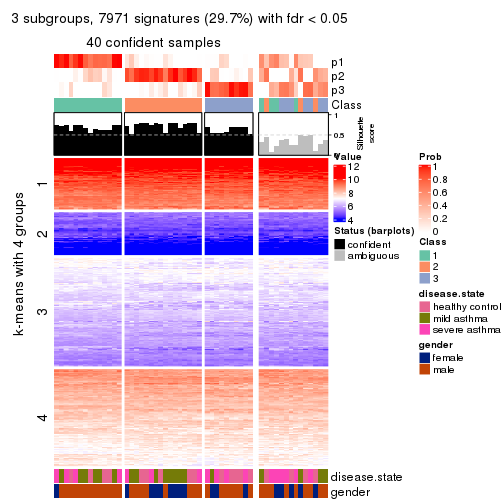 3 subgroups, 7971 signatures (29.7%) with fdr < 0.05
40 confident samples
p1
p2
p3
Class
1
0.5
0
Silhouette
score
k-means with 4 groups
1
2
3
4
disease.state
gender
Value
12
10
8
6
4
Status (barplots)
confident
ambiguous
Prob
1
0.8
0.6
0.4
0.2
0
Class
1
2
3
disease.state
healthy control
mild asthma
severe asthma
gender
female
male